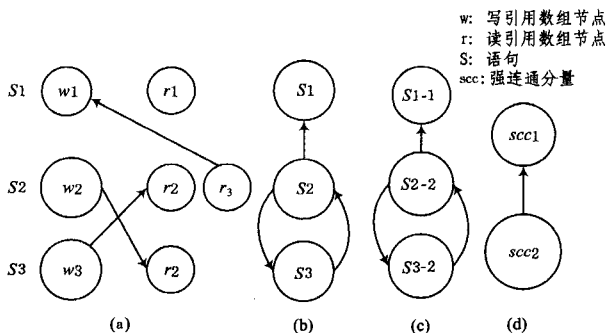 w: 写引用数组节点
r: 读引用数组节点
S: 语句
scc: 强连通分量
S1 w1 r1 S1 S1-1 scc1
S2 w2 r2 r3 S2 S2-2
S3 w3 r2 S3 S3-2 scc2
(a) (b) (c) (d)